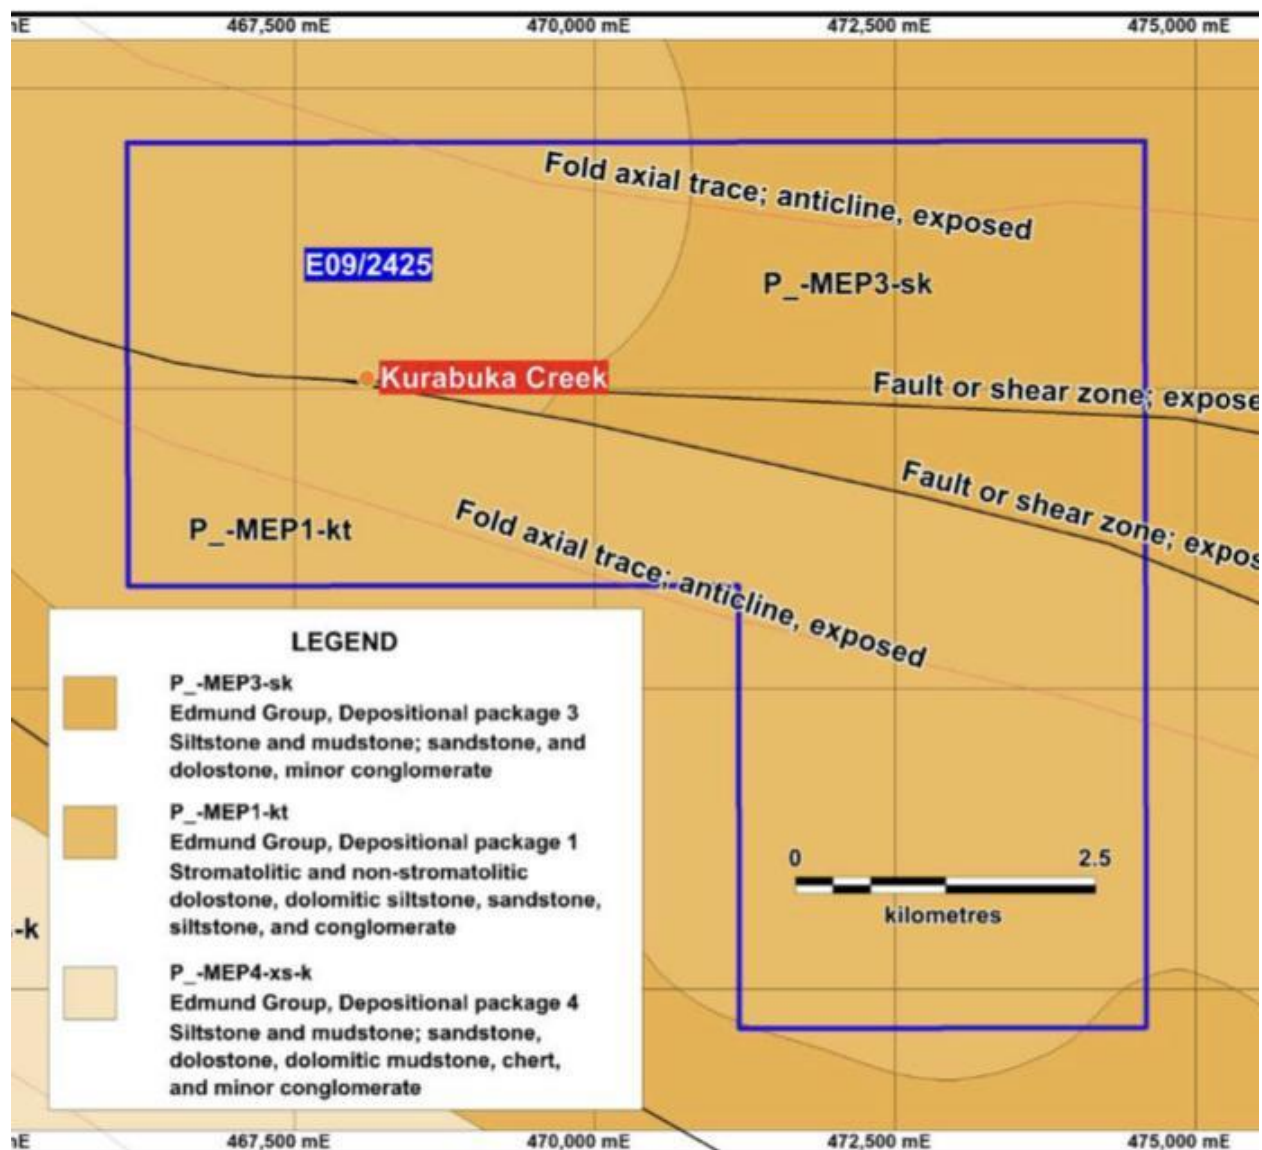 nE 467,500 mE 470,000 mE 472,500 mE 475,000 mE
Fold axial trace; anticline, exposed
E09/2425
P_-MEP3-sk
Kurabuka Creek
Fault or shear zone; expose
Fault or shear zone; expos
Fold axial trace; anticline, exposed
P_-MEP1-kt
LEGEND
P_-MEP3-sk
Edmund Group, Depositional package 3
Siltstone and mudstone; sandstone, and
dolostone, minor conglomerate
P_-MEP1-kt
Edmund Group, Depositional package 1
Stromatolitic and non-stromatolitic
dolostone, dolomitic siltstone, sandstone,
siltstone, and conglomerate
P_-MEP4-xs-k
Edmund Group, Depositional package 4
Siltstone and mudstone; sandstone,
dolostone, dolomitic mudstone, chert,
and minor conglomerate
0 2.5
kilometres
-k
nE 467,500 mE 470,000 mE 472,500 mE 475,000 mE